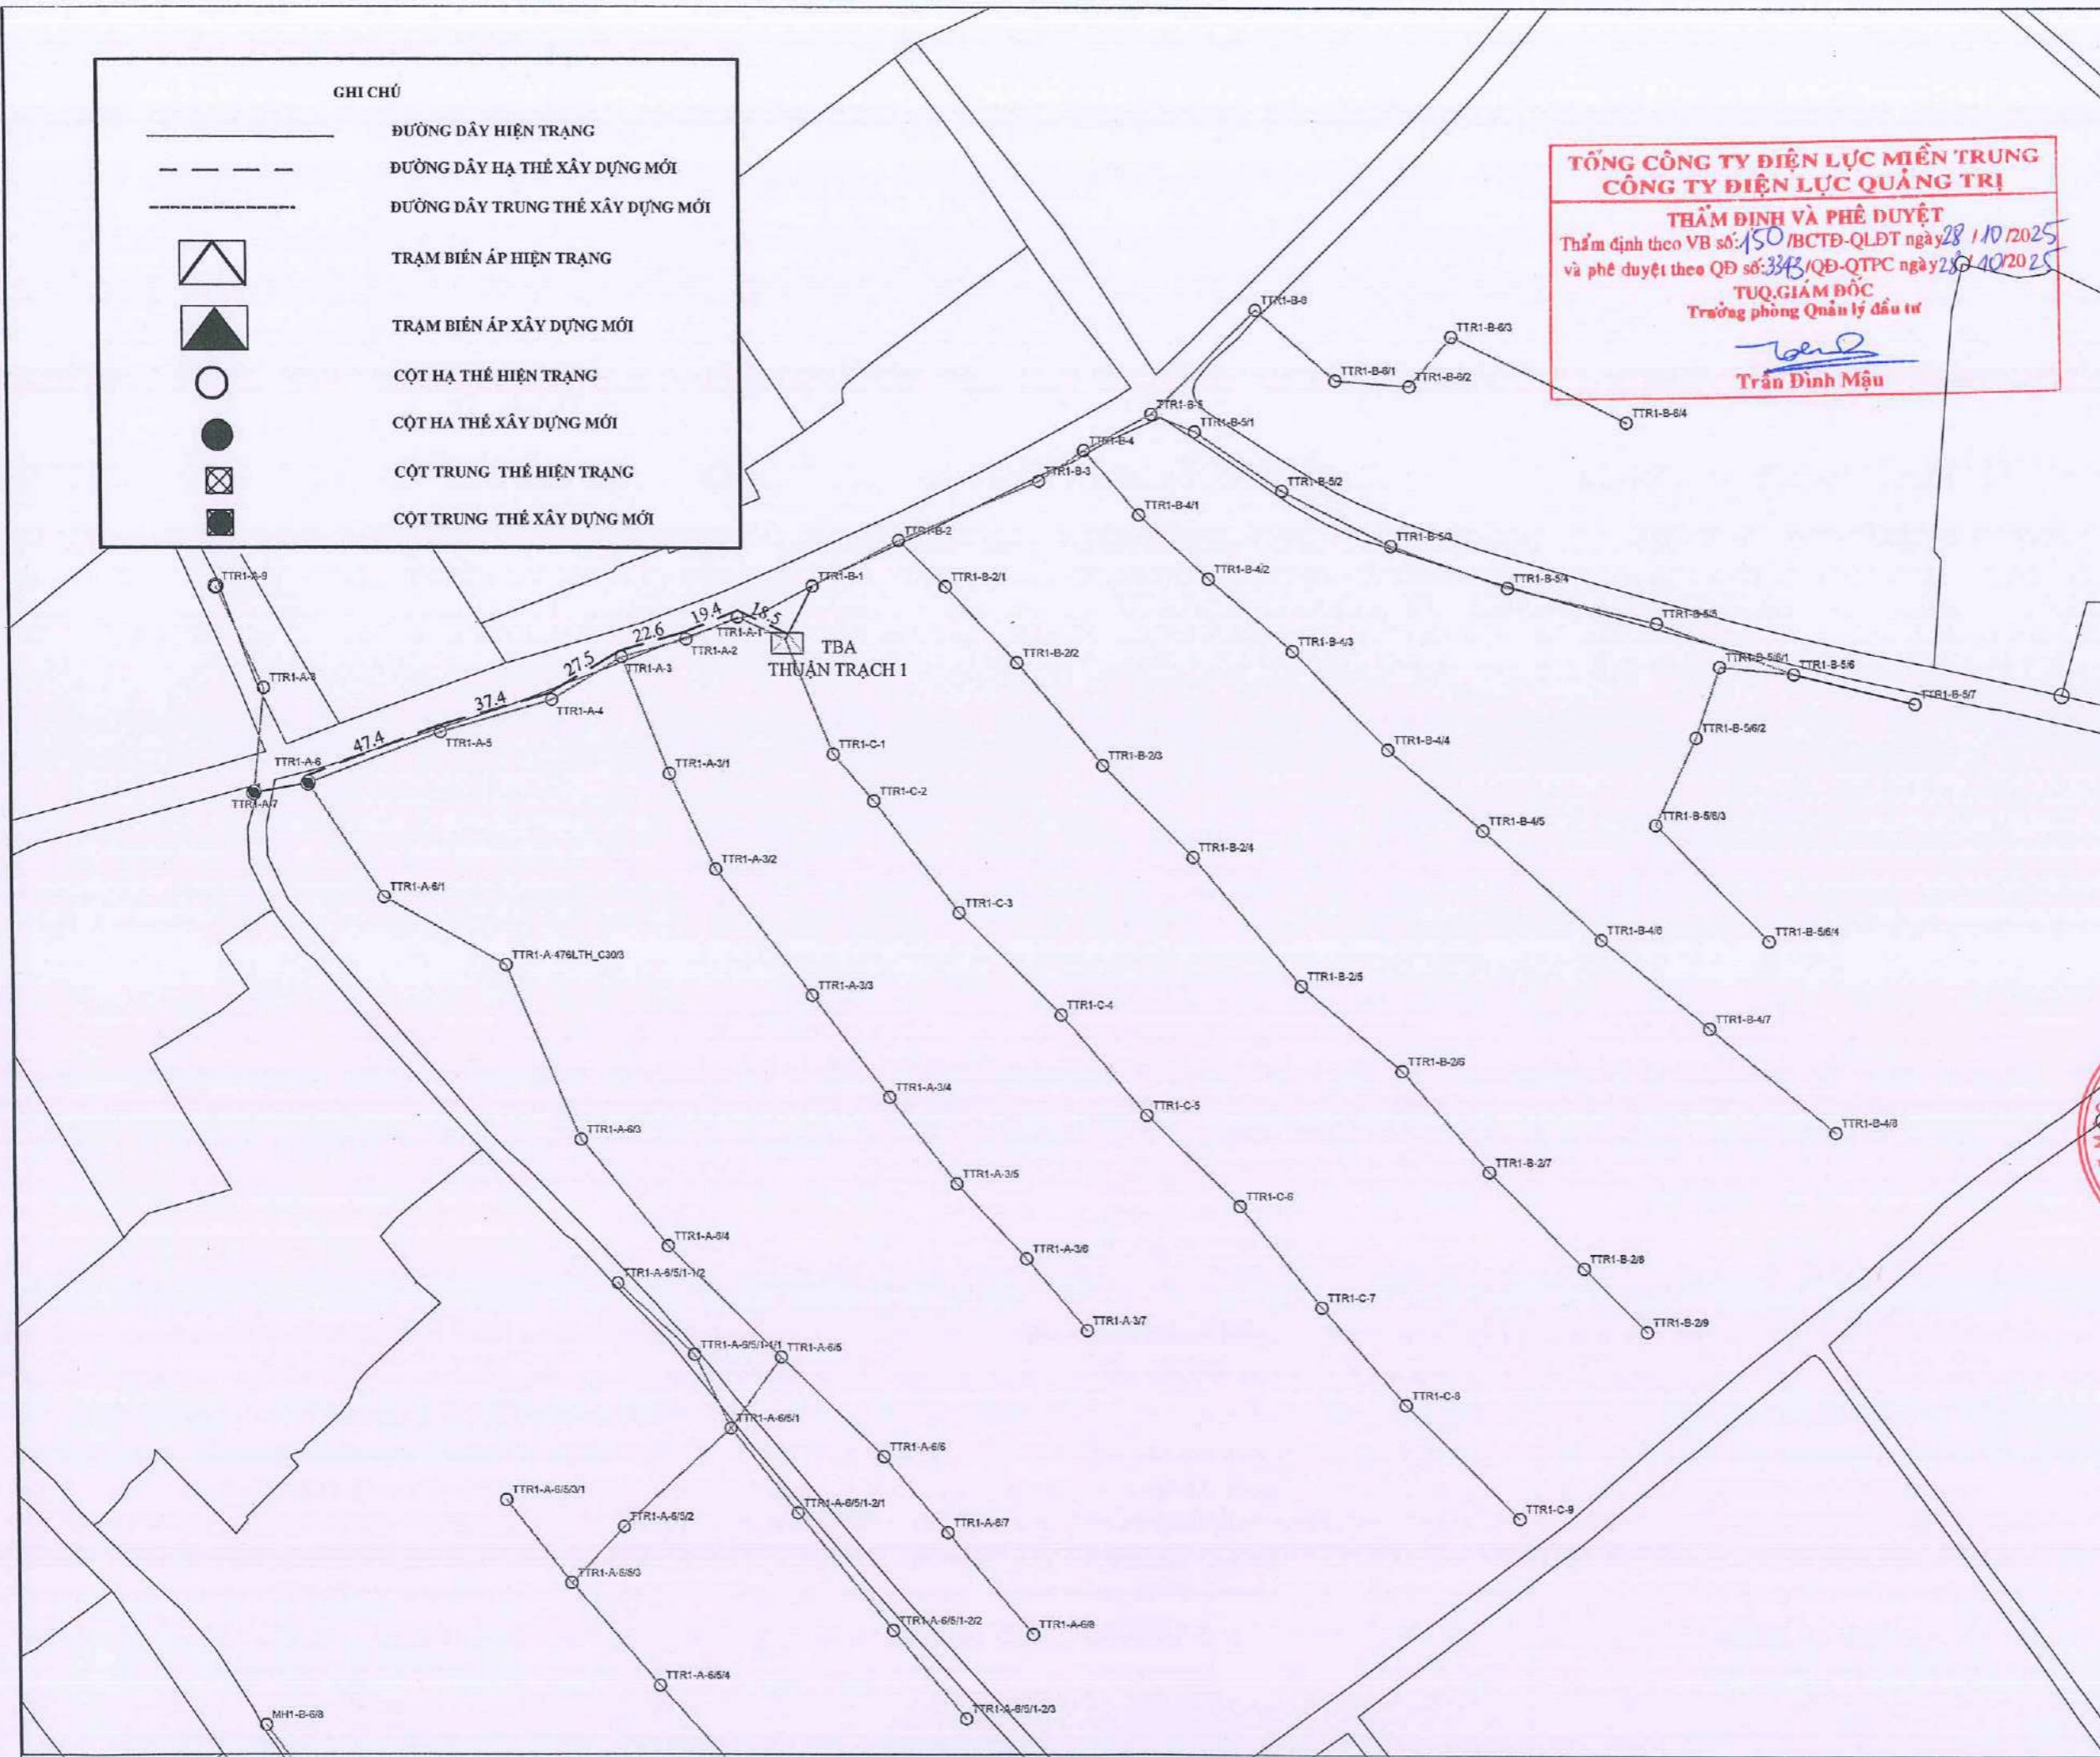 GHI CHÚ
ĐƯỜNG DÂY HIỆN TRẠNG
ĐƯỜNG DÂY HẠ THẾ XÂY DỰNG MỚI
ĐƯỜNG DÂY TRUNG THẾ XÂY DỰNG MỚI
TRẠM BIẾN ÁP HIỆN TRẠNG
TRẠM BIẾN ÁP XÂY DỰNG MỚI
CỘT HẠ THẾ HIỆN TRẠNG
CỘT HA THẾ XÂY DỰNG MỚI
CỘT TRUNG THẾ HIỆN TRẠNG
CỘT TRUNG THẾ XÂY DỰNG MỚI
TỔNG CÔNG TY ĐIỆN LỰC MIỀN TRUNG
CÔNG TY ĐIỆN LỰC QUẢNG TRỊ
THẨM ĐỊNH VÀ PHÊ DUYỆT
Thẩm định theo VB số:150/BCTĐ-QLĐT ngày 28/10/2025
và phê duyệt theo QĐ số:3343/QĐ-QTPC ngày 28/10/2025
TUQ.GIÁM ĐỐC
Trưởng phòng Quản lý đầu tư
Trần Đình Mậu
TTR1-B-6
TTR1-B-6/3
TTR1-B-6/1
TTR1-B-6/2
TTR1-B-6/4
TTR1-B-5
TTR1-B-5/1
TTR1-B-4
TTR1-B-3
TTR1-B-5/2
TTR1-B-4/1
TTR1-B-2
TTR1-B-5/3
TTR1-A-9
TTR1-B-1
TTR1-B-2/1
TTR1-B-4/2
TTR1-B-5/4
19.4
18.5
TTR1-B-5/5
22.6
TTR1-A-1
TTR1-A-2
TBA
THUẬN TRẠCH 1
TTR1-B-4/3
27.5
TTR1-A-3
TTR1-B-2/2
TTR1-B-5/6/1
TTR1-B-5/6
TTR1-A-8
37.4
TTR1-A-4
TTR1-B-5/7
47.4
TTR1-A-5
TTR1-C-1
TTR1-B-4/4
TTR1-B-5/6/2
TTR1-A-6
TTR1-A-3/1
TTR1-B-2/3
TTR1-A-7
TTR1-C-2
TTR1-B-4/5
TTR1-B-5/6/3
TTR1-A-3/2
TTR1-B-2/4
TTR1-A-6/1
TTR1-C-3
TTR1-B-4/6
TTR1-B-5/6/4
TTR1-A-476LTH_C30/3
TTR1-A-3/3
TTR1-B-2/5
TTR1-C-4
TTR1-B-4/7
TTR1-B-2/6
TTR1-A-3/4
TTR1-C-5
TTR1-B-4/8
TTR1-A-6/3
TTR1-A-3/5
TTR1-B-2/7
TTR1-C-6
TTR1-A-6/4
TTR1-A-3/6
TTR1-B-2/8
TTR1-A-6/5/1-1/2
TTR1-C-7
TTR1-A-3/7
TTR1-B-2/9
TTR1-A-6/5/1-1/1
TTR1-A-6/5
TTR1-C-8
TTR1-A-6/5/1
TTR1-A-6/6
TTR1-A-6/5/3/1
TTR1-A-6/5/1-2/1
TTR1-C-9
TTR1-A-6/5/2
TTR1-A-6/7
TTR1-A-6/5/3
TTR1-A-6/5/1-2/2
TTR1-A-6/8
TTR1-A-6/5/4
TTR1-A-6/5/1-2/3
MH1-B-6/8